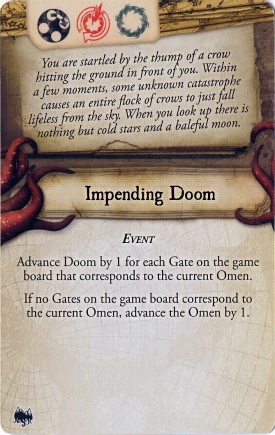 You are startled by the thump of a crow
hitting the ground in front of you. Within
a few moments, some unknown catastrophe
causes an entire flock of crows to just fall
lifeless from the sky. When you look up there is
nothing but cold stars and a baleful moon.
Impending Doom
EVENT
Advance Doom by 1 for each Gate on the game
board that corresponds to the current Omen.
If no Gates on the game board correspond to
the current Omen, advance the Omen by 1.